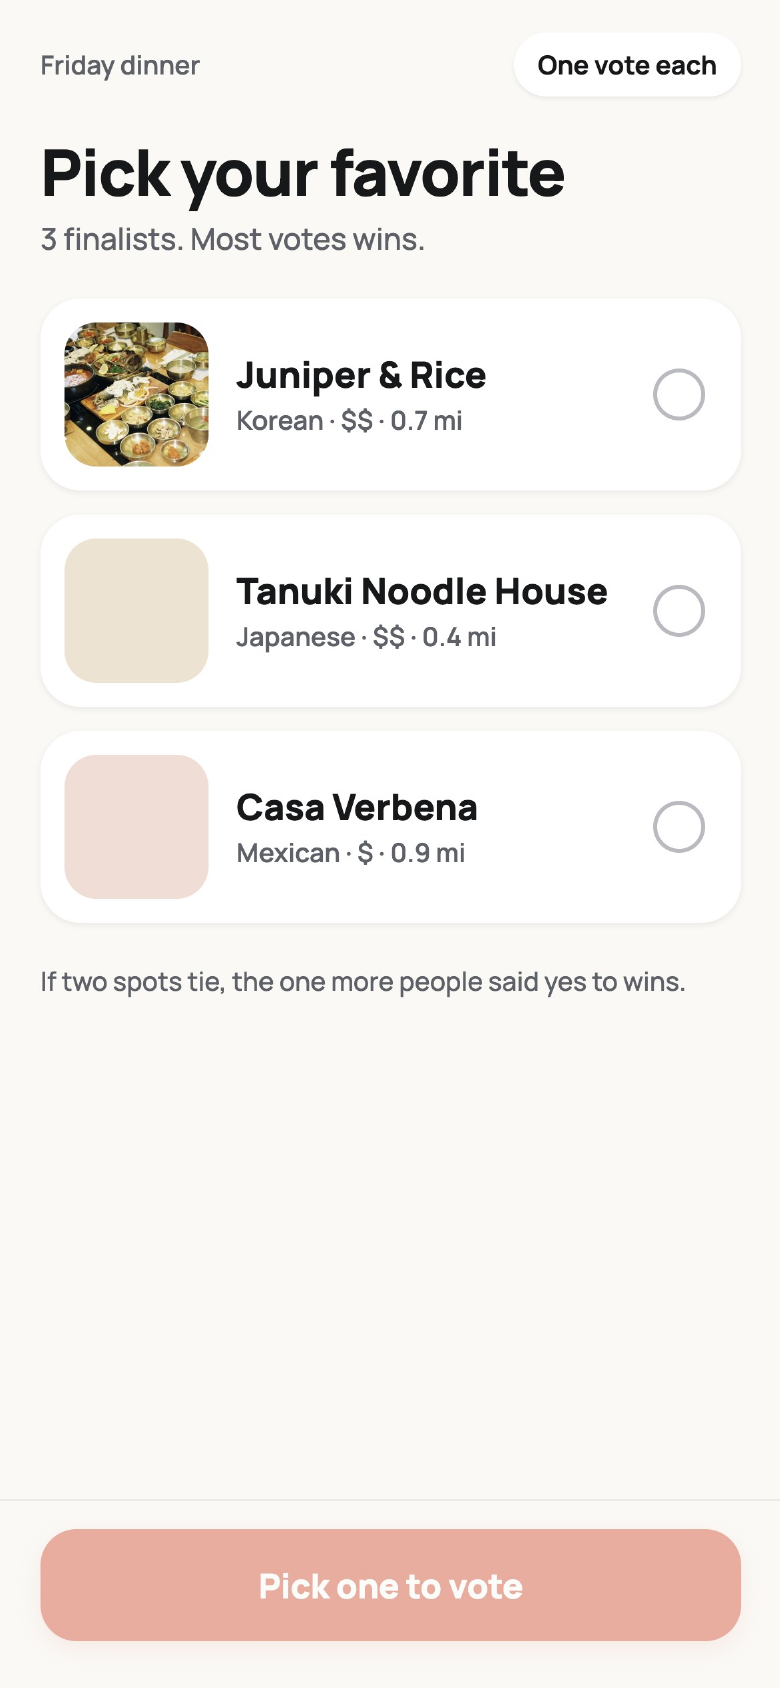 Friday dinner
One vote each
Pick your favorite
3 finalists. Most votes wins.
Juniper & Rice
Korean · $$ · 0.7 mi
Tanuki Noodle House
Japanese · $$ · 0.4 mi
Casa Verbena
Mexican · $ · 0.9 mi
If two spots tie, the one more people said yes to wins.
Pick one to vote